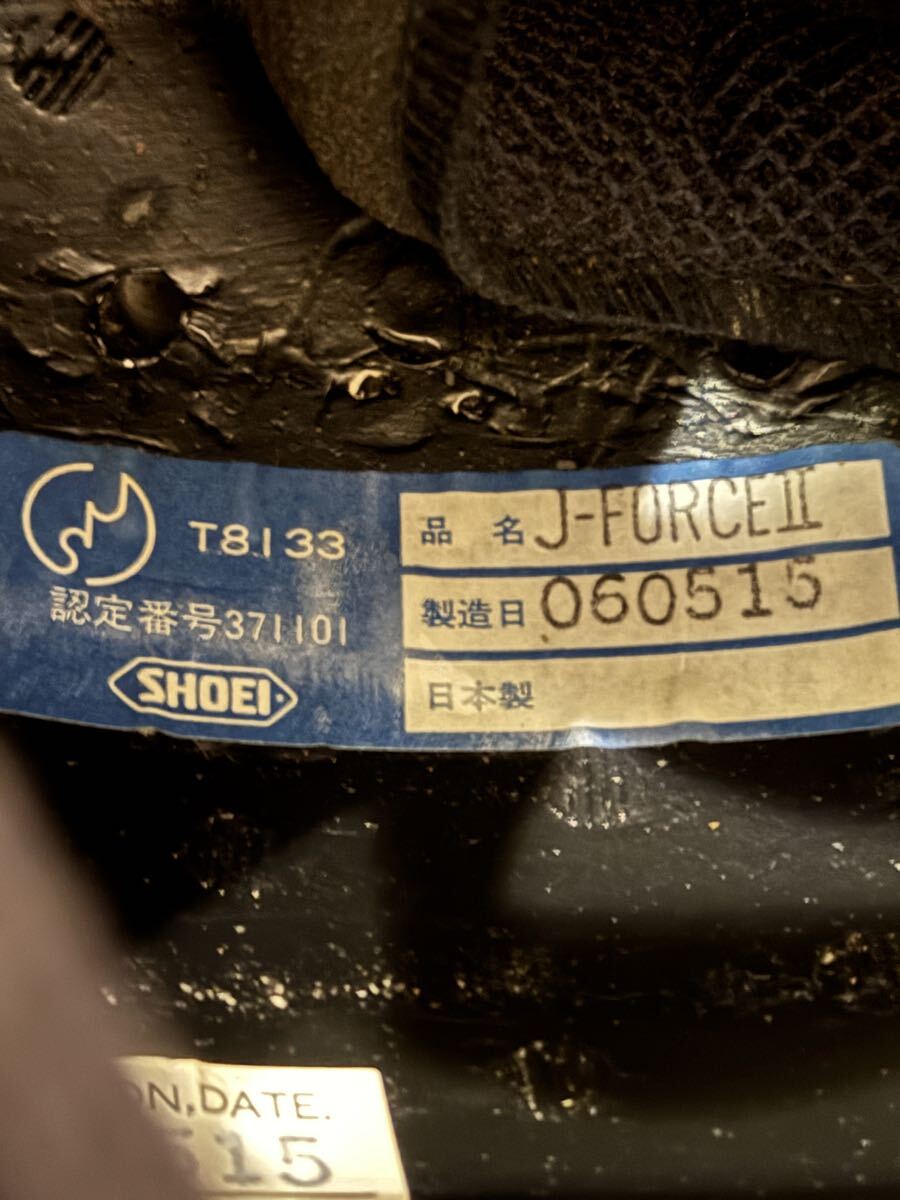 T8133
認定番号371101
SHOEI
品 名 J-FORCEⅡ
製造日 060515
日本製
DATE.
515